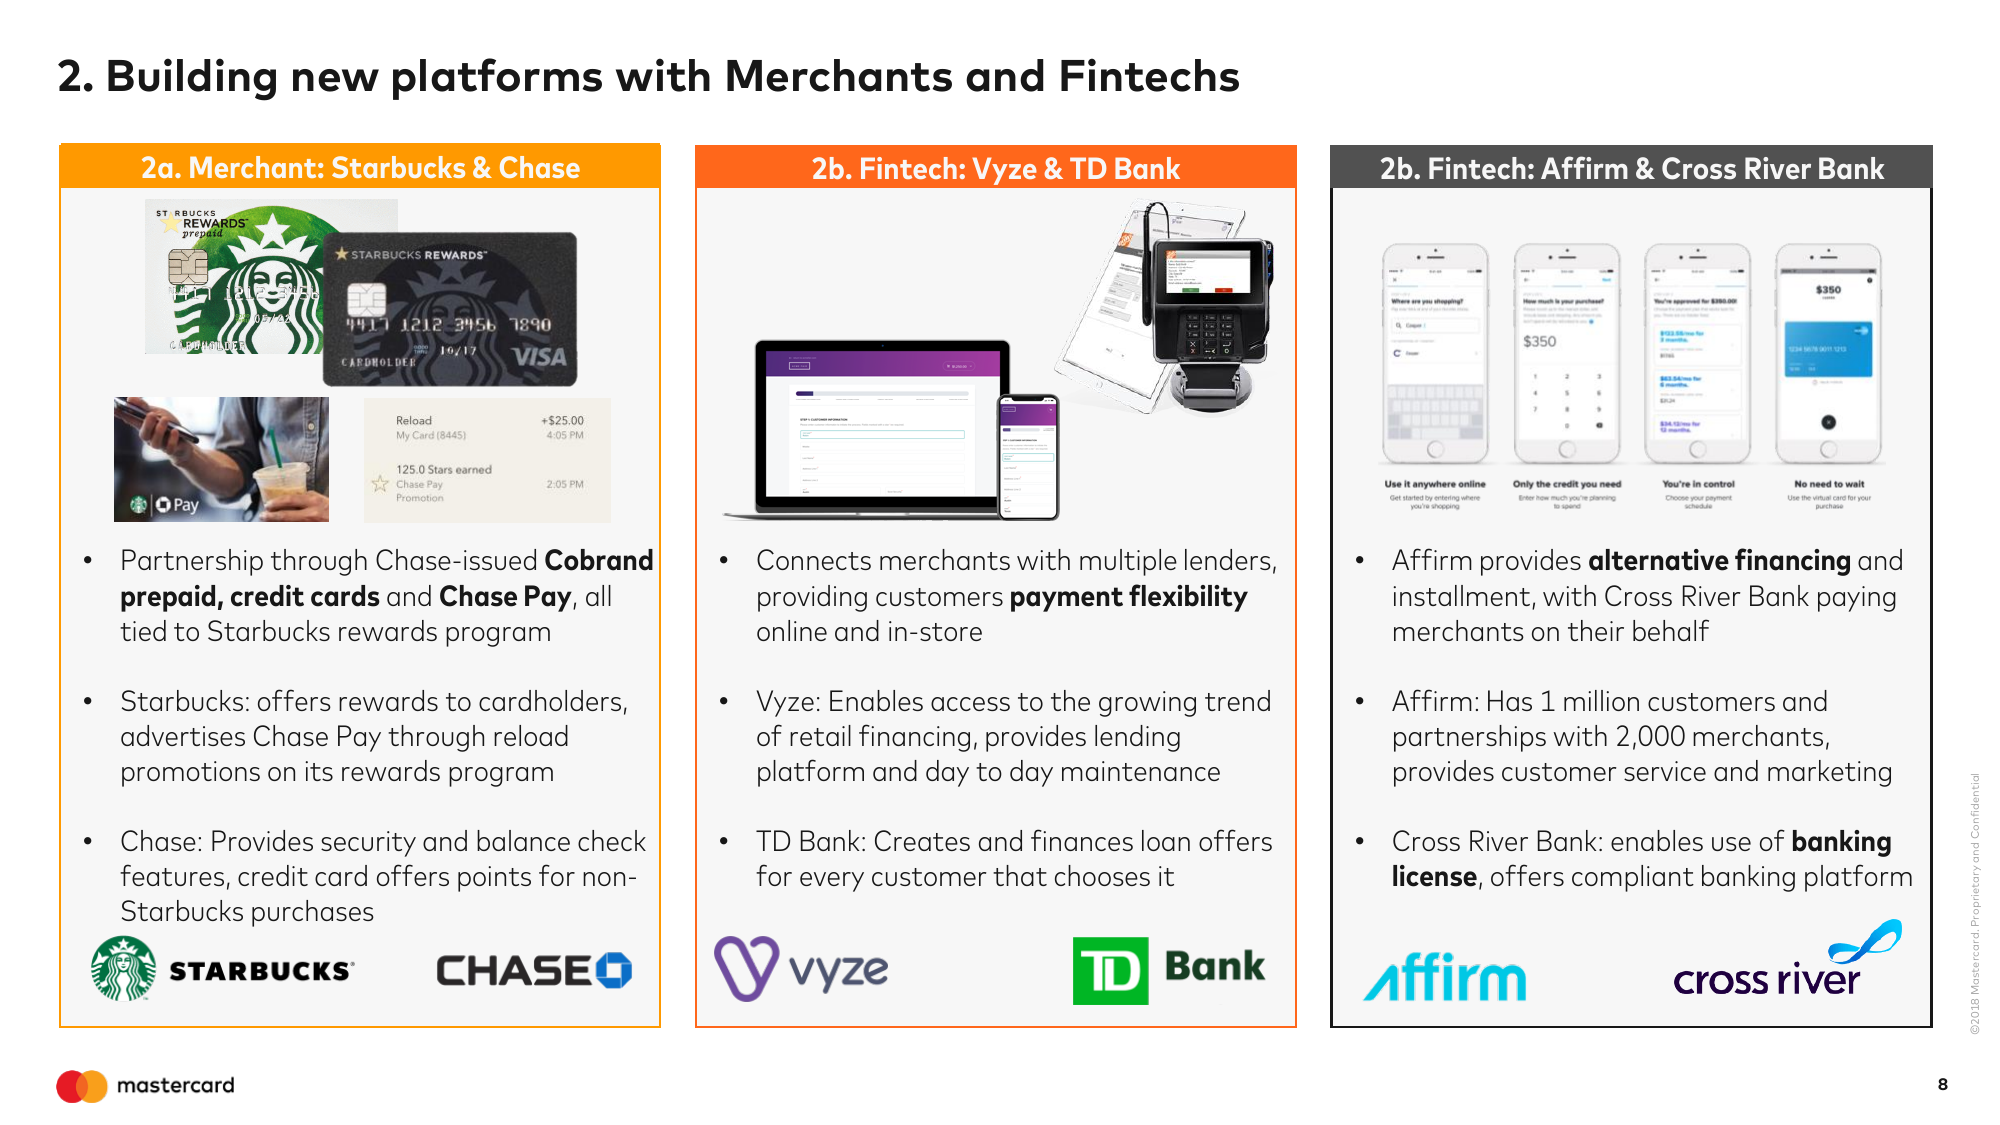 2. Building new platforms with Merchants and Fintechs
2a. Merchant: Starbucks & Chase
STARBUCKS
REWARDS™
prepaid
STARBUCKS REWARDS™
4417 1212 3456 7890
10/17
CARDHOLDER
VISA
Pay
Reload +$25.00
My Card (8445) 4:05 PM
125.0 Stars earned
Chase Pay 2:05 PM
Promotion
• Partnership through Chase-issued Cobrand
prepaid, credit cards and Chase Pay, all
tied to Starbucks rewards program
• Starbucks: offers rewards to cardholders,
advertises Chase Pay through reload
promotions on its rewards program
• Chase: Provides security and balance check
features, credit card offers points for non-
Starbucks purchases
STARBUCKS®
CHASE
2b. Fintech: Vyze & TD Bank
• Connects merchants with multiple lenders,
providing customers payment flexibility
online and in-store
• Vyze: Enables access to the growing trend
of retail financing, provides lending
platform and day to day maintenance
• TD Bank: Creates and finances loan offers
for every customer that chooses it
vyze
TD Bank
2b. Fintech: Affirm & Cross River Bank
Where are you shopping?
How much is your purchase?
$350
You're approved for $350.00!
$350
Use it anywhere online
Get started by entering where
you're shopping
Only the credit you need
Enter how much you're planning
to spend
You're in control
Choose your payment
schedule
No need to wait
Use the virtual card for your
purchase
• Affirm provides alternative financing and
installment, with Cross River Bank paying
merchants on their behalf
• Affirm: Has 1 million customers and
partnerships with 2,000 merchants,
provides customer service and marketing
• Cross River Bank: enables use of banking
license, offers compliant banking platform
affirm
cross river
©2018 Mastercard. Proprietary and Confidential
mastercard
8